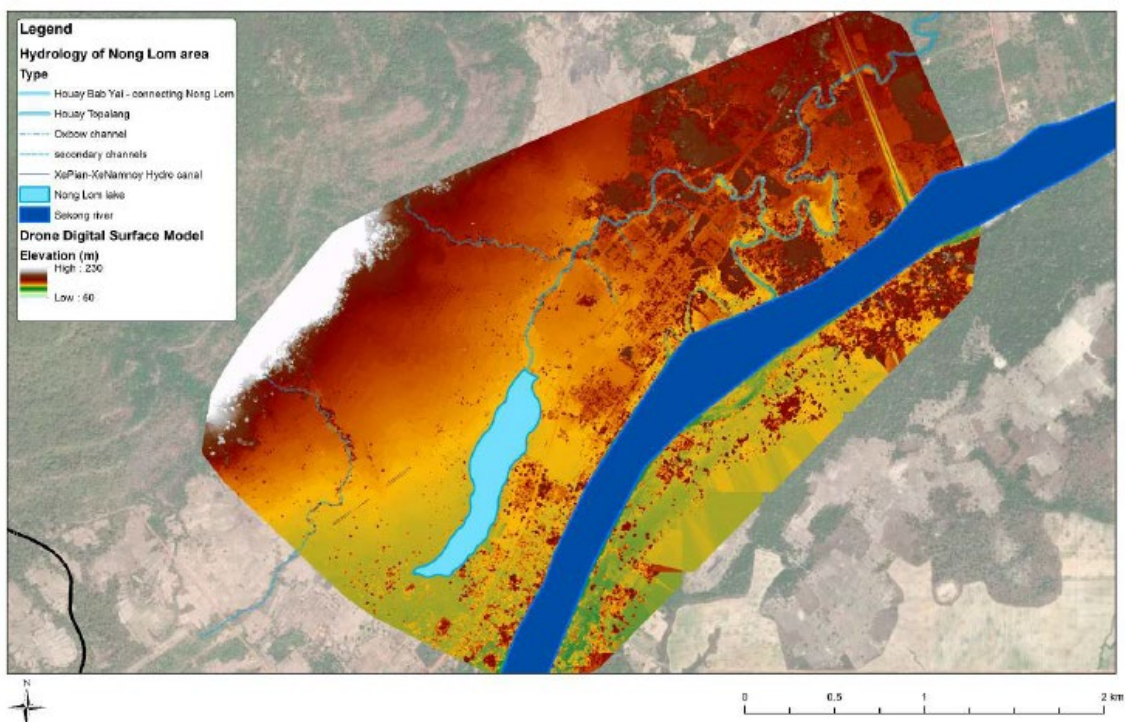 Legend
Hydrology of Nong Lom area
Type
Houay Bab Yai - connecting Nong Lom
Houay Topalang
Oxbow channel
secondary channels
XePian-XeNamnoy Hydro canal
Nong Lom lake
Sekong river
Drone Digital Surface Model
Elevation (m)
High : 230
Low : 60
N
0 0.5 1 2 km